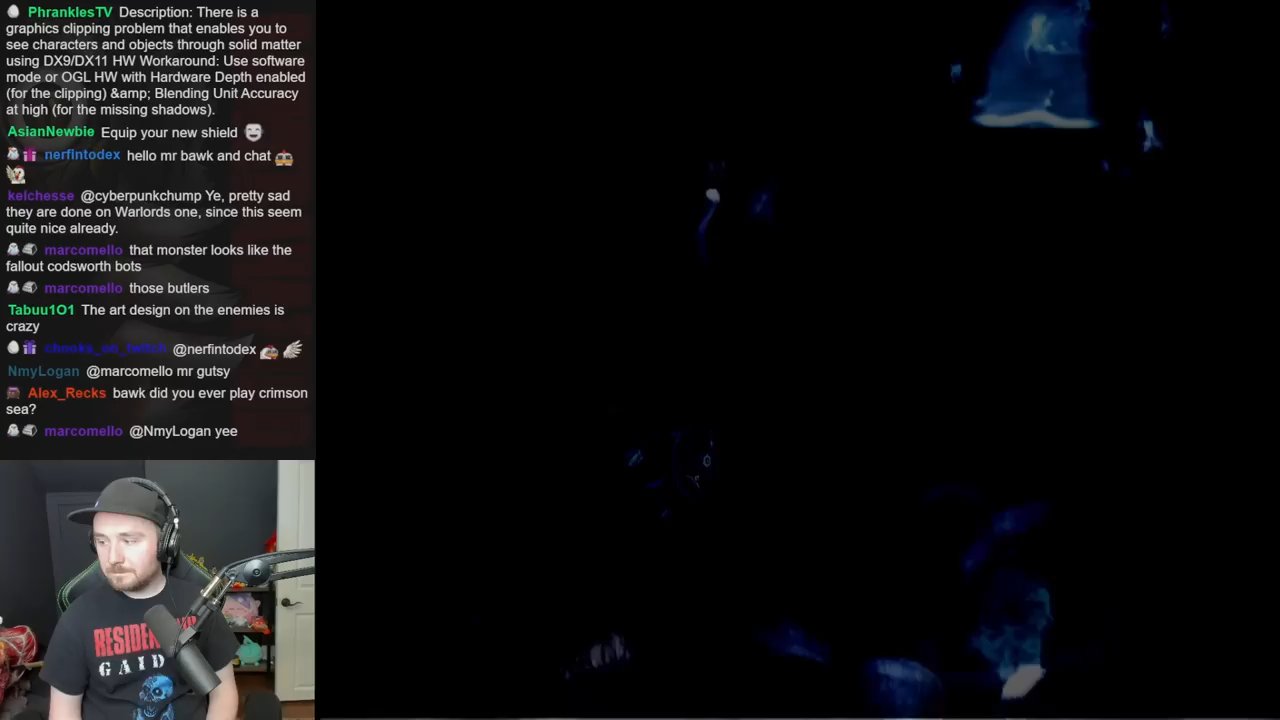 PhranklesTV Description: There is a
graphics clipping problem that enables you to
see characters and objects through solid matter
using DX9/DX11 HW Workaround: Use software
mode or OGL HW with Hardware Depth enabled
(for the clipping) &amp; Blending Unit Accuracy
at high (for the missing shadows).
AsianNewbie Equip your new shield
nerfintodex hello mr bawk and chat
kelchesse @cyberpunkchump Ye, pretty sad
they are done on Warlords one, since this seem
quite nice already.
marcomello that monster looks like the
fallout codsworth bots
marcomello those butlers
Tabuu1O1 The art design on the enemies is
crazy
chooks_on_twitch @nerfintodex
NmyLogan @marcomello mr gutsy
Alex_Recks bawk did you ever play crimson
sea?
marcomello @NmyLogan yee
GAID